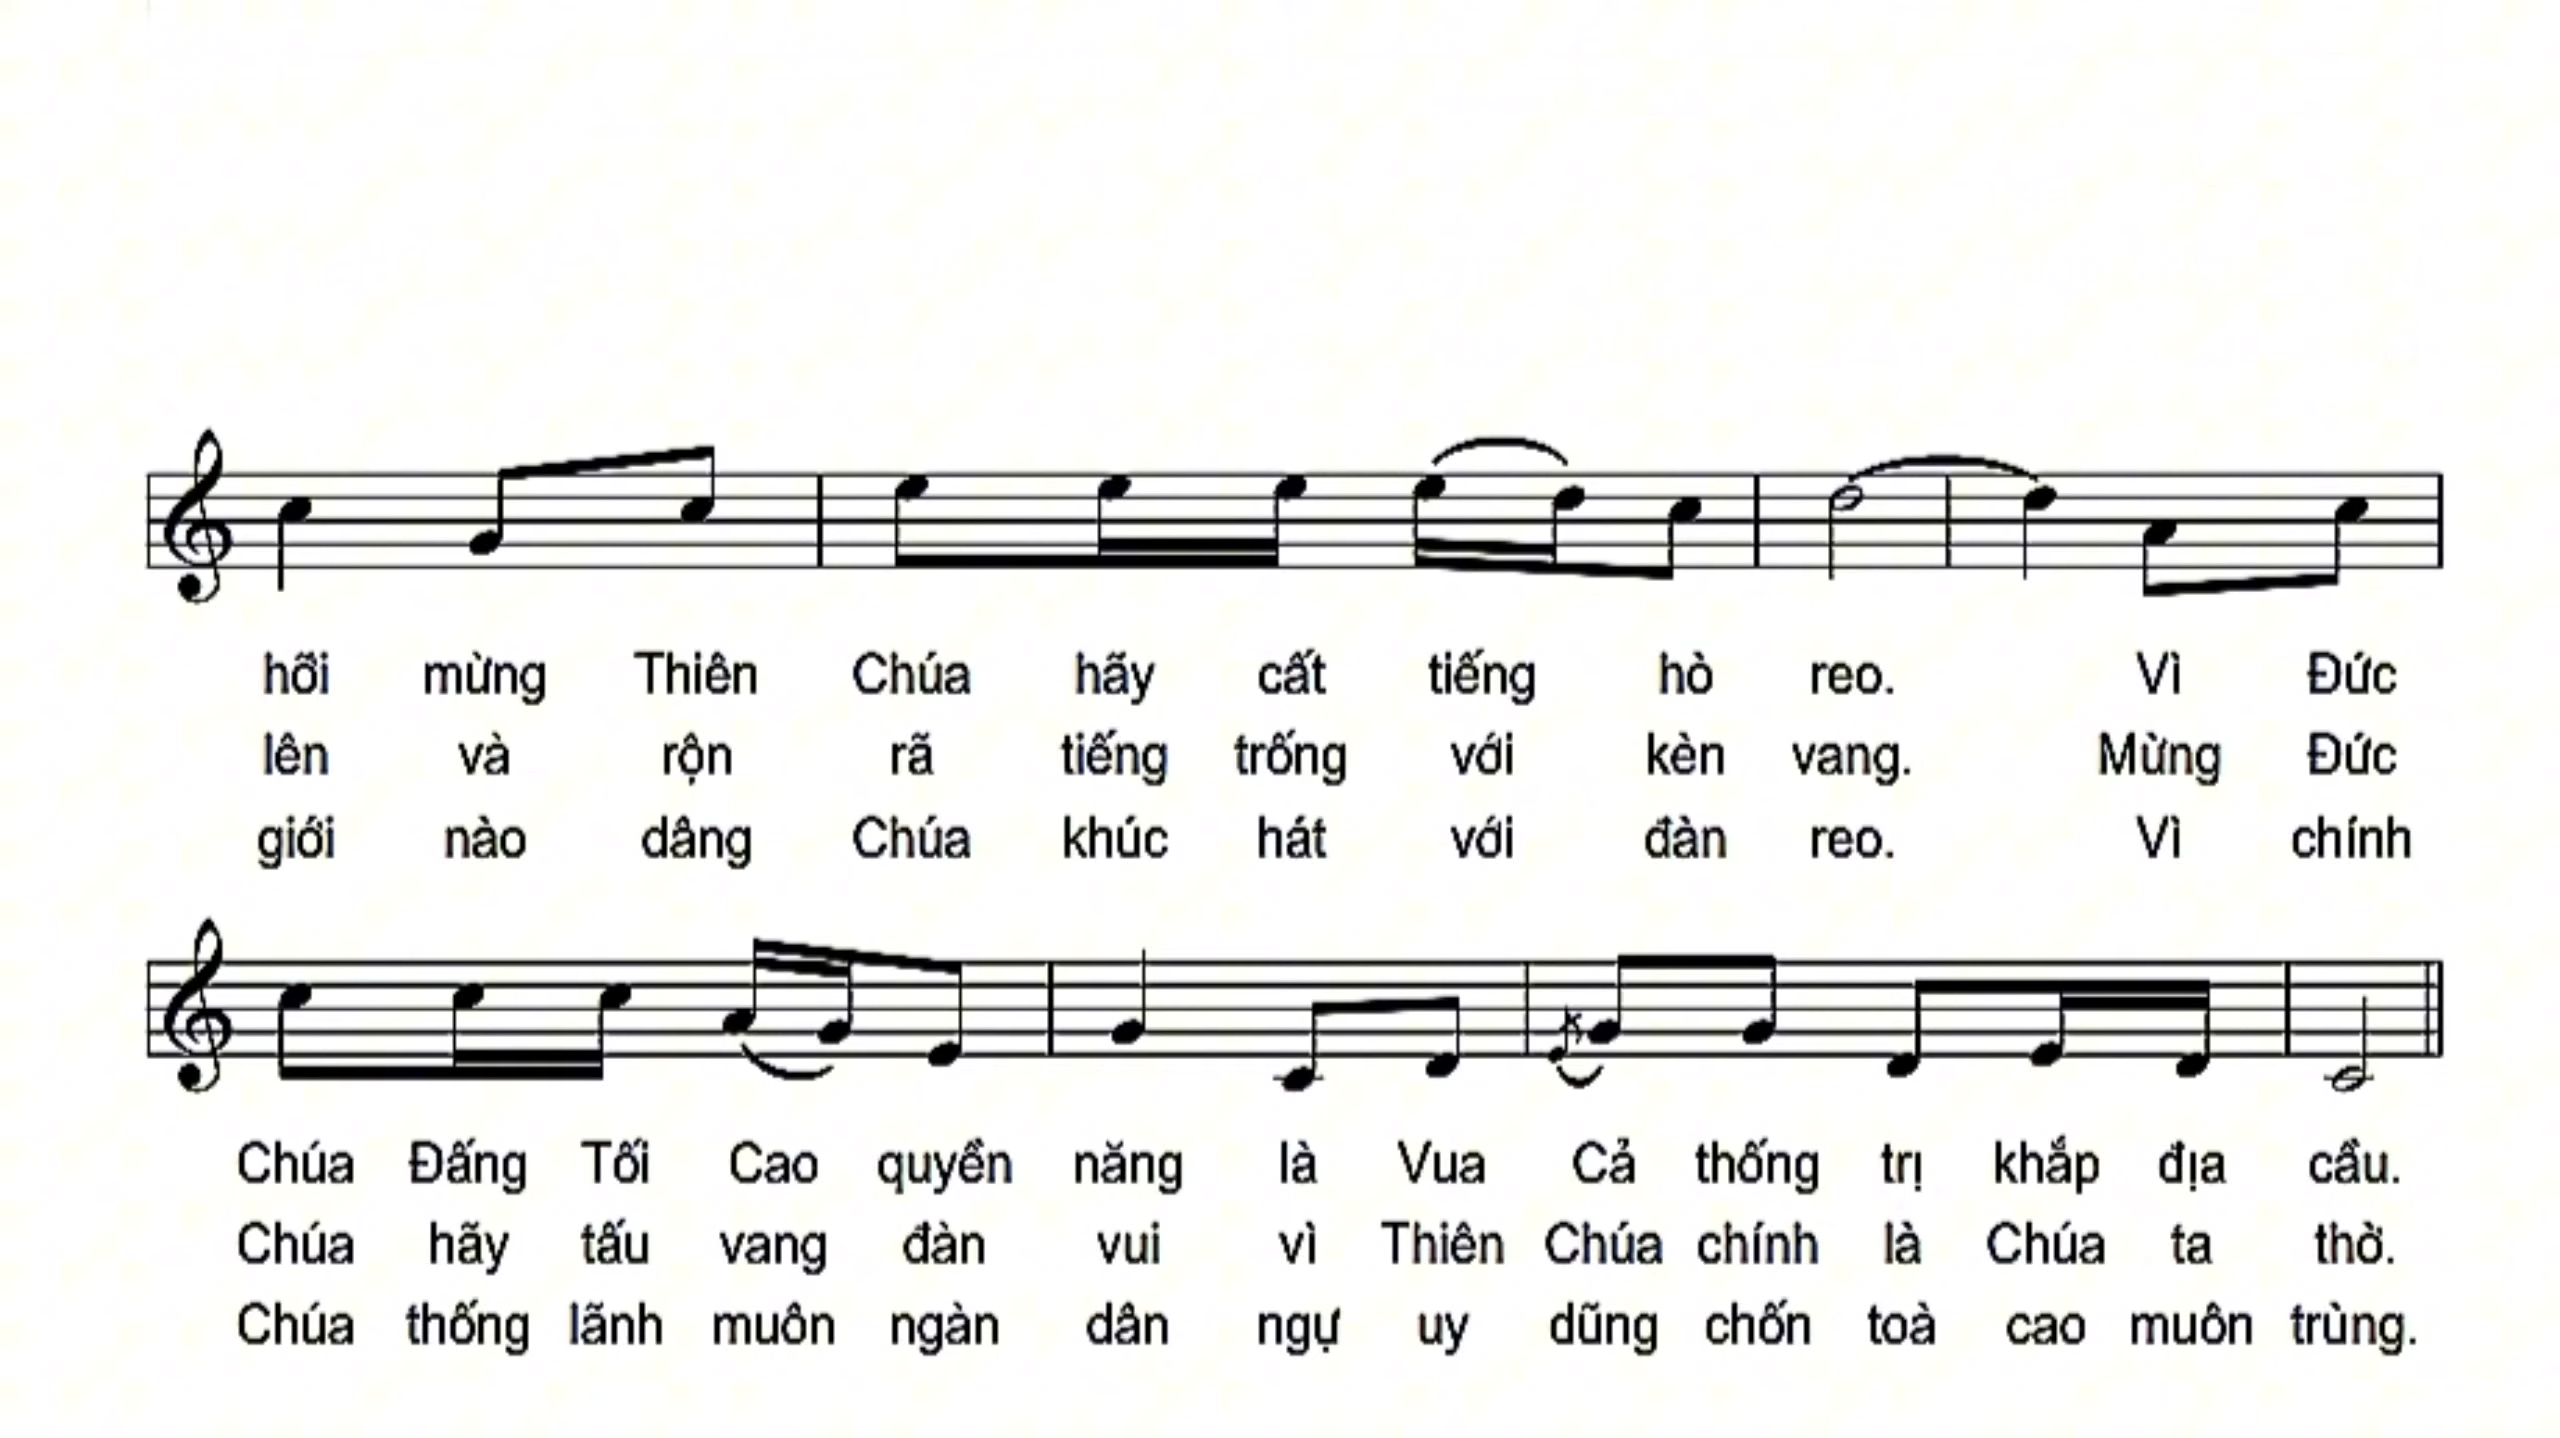 hỡi mừng Thiên Chúa hãy cất tiếng hò reo. Vì Đức
lên và rộn rã tiếng trống với kèn vang. Mừng Đức
giới nào dâng Chúa khúc hát với đàn reo. Vì chính
Chúa Đấng Tối Cao quyền năng là Vua Cả thống trị khắp địa cầu.
Chúa hãy tấu vang đàn vui vì Thiên Chúa chính là Chúa ta thờ.
Chúa thống lãnh muôn ngàn dân ngự uy dũng chốn toà cao muôn trùng.